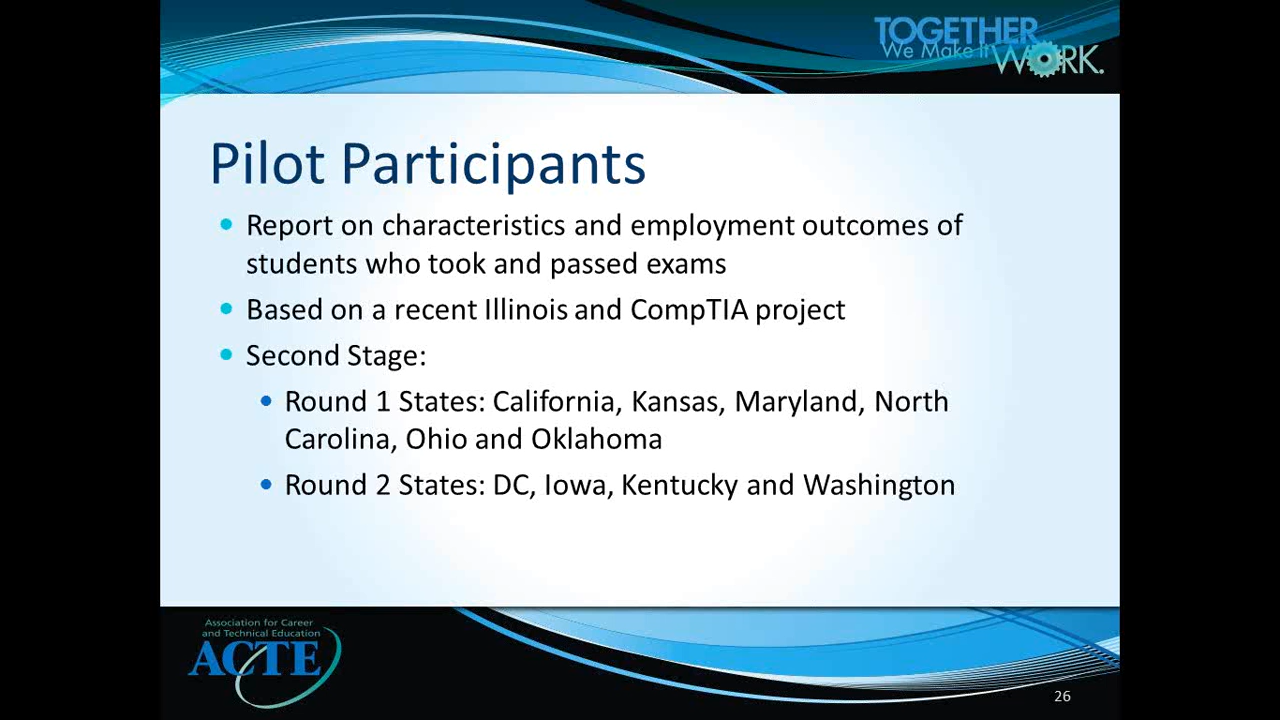 TOGETHER
We Make It
WORK.
Pilot Participants
Report on characteristics and employment outcomes of
students who took and passed exams
Based on a recent Illinois and CompTIA project
Second Stage:
Round 1 States: California, Kansas, Maryland, North
Carolina, Ohio and Oklahoma
Round 2 States: DC, Iowa, Kentucky and Washington
Association for Career
and Technical Education
ACTE
26